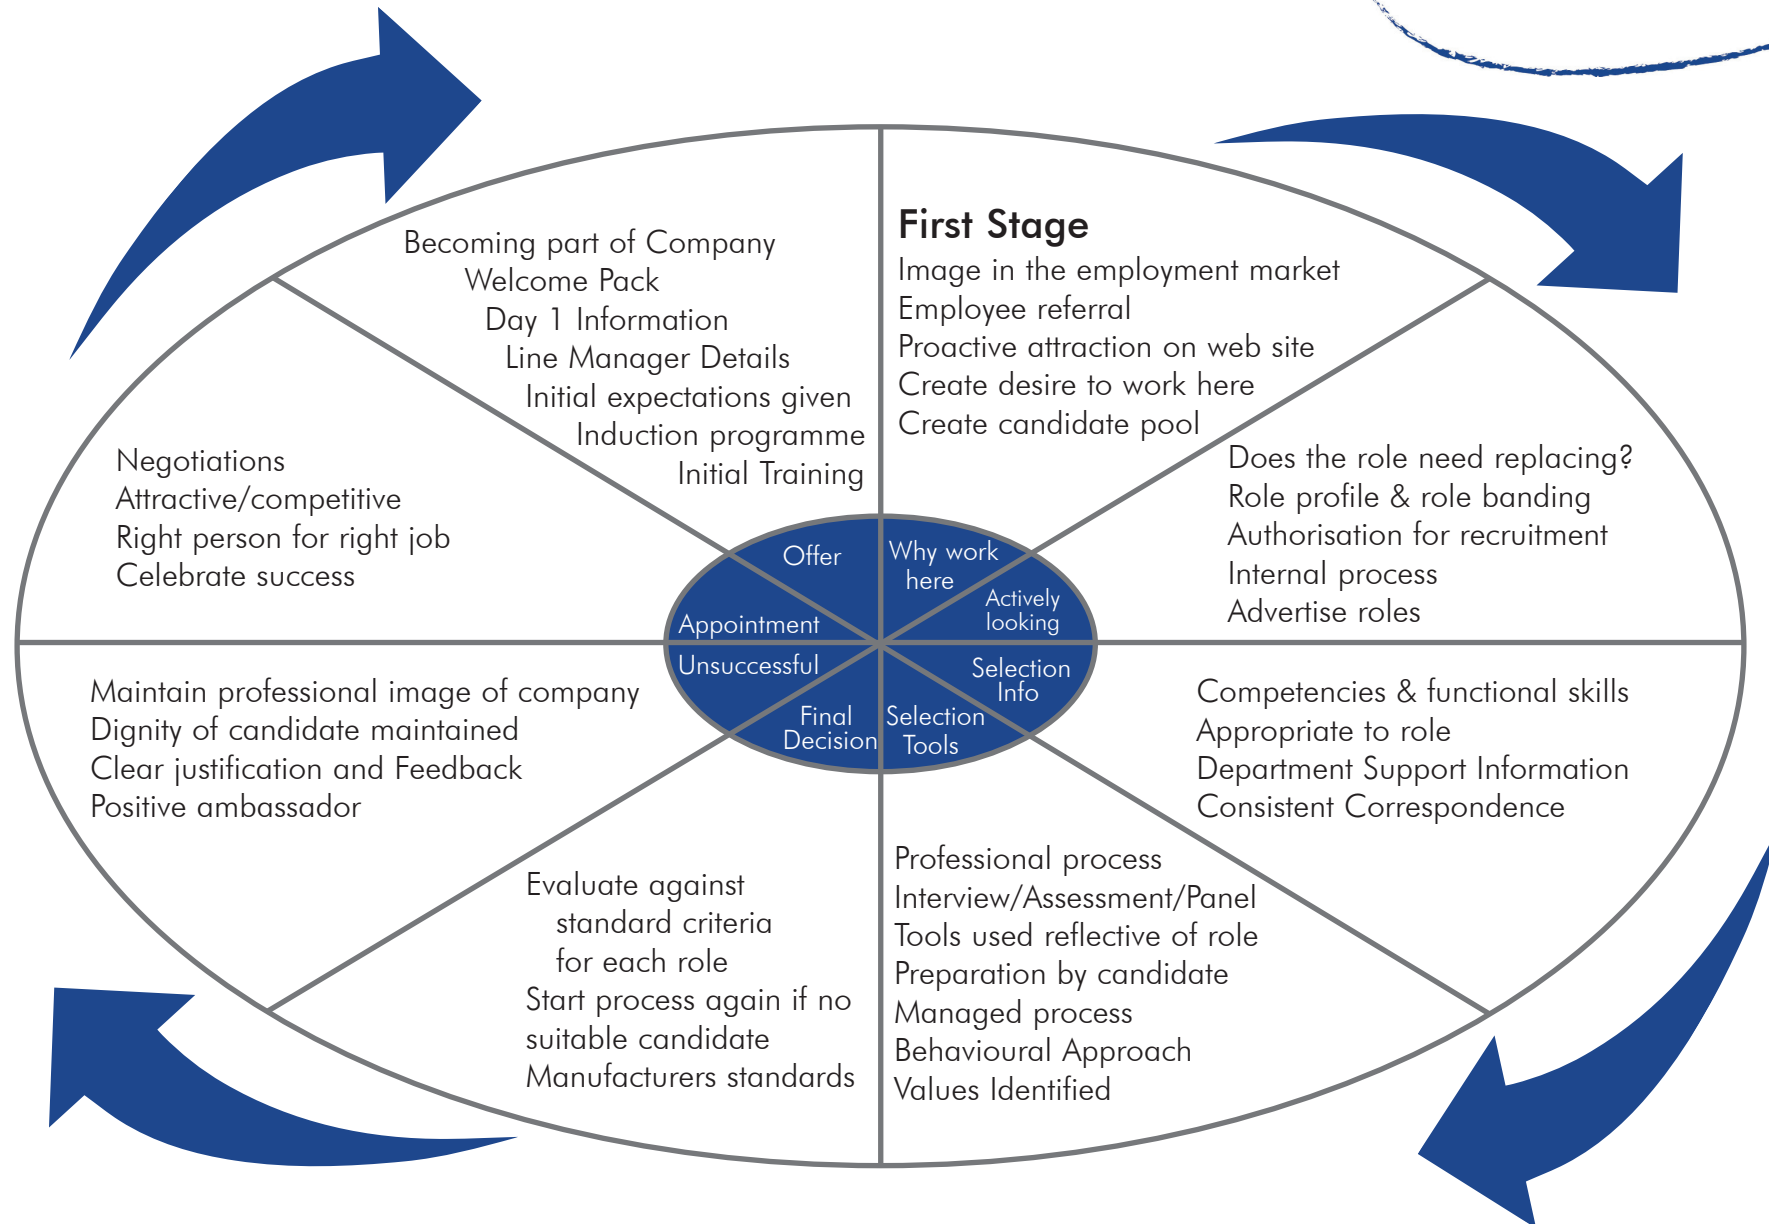 First Stage
Image in the employment market
Employee referral
Proactive attraction on web site
Create desire to work here
Create candidate pool
Does the role need replacing?
Role profile & role banding
Authorisation for recruitment
Internal process
Advertise roles
Competencies & functional skills
Appropriate to role
Department Support Information
Consistent Correspondence
Professional process
Interview/Assessment/Panel
Tools used reflective of role
Preparation by candidate
Managed process
Behavioural Approach
Values Identified
Evaluate against
standard criteria
for each role
Start process again if no
suitable candidate
Manufacturers standards
Maintain professional image of company
Dignity of candidate maintained
Clear justification and Feedback
Positive ambassador
Negotiations
Attractive/competitive
Right person for right job
Celebrate success
Becoming part of Company
Welcome Pack
Day 1 Information
Line Manager Details
Initial expectations given
Induction programme
Initial Training
Why work
here
Actively
looking
Selection
Info
Selection
Tools
Final
Decision
Unsuccessful
Appointment
Offer